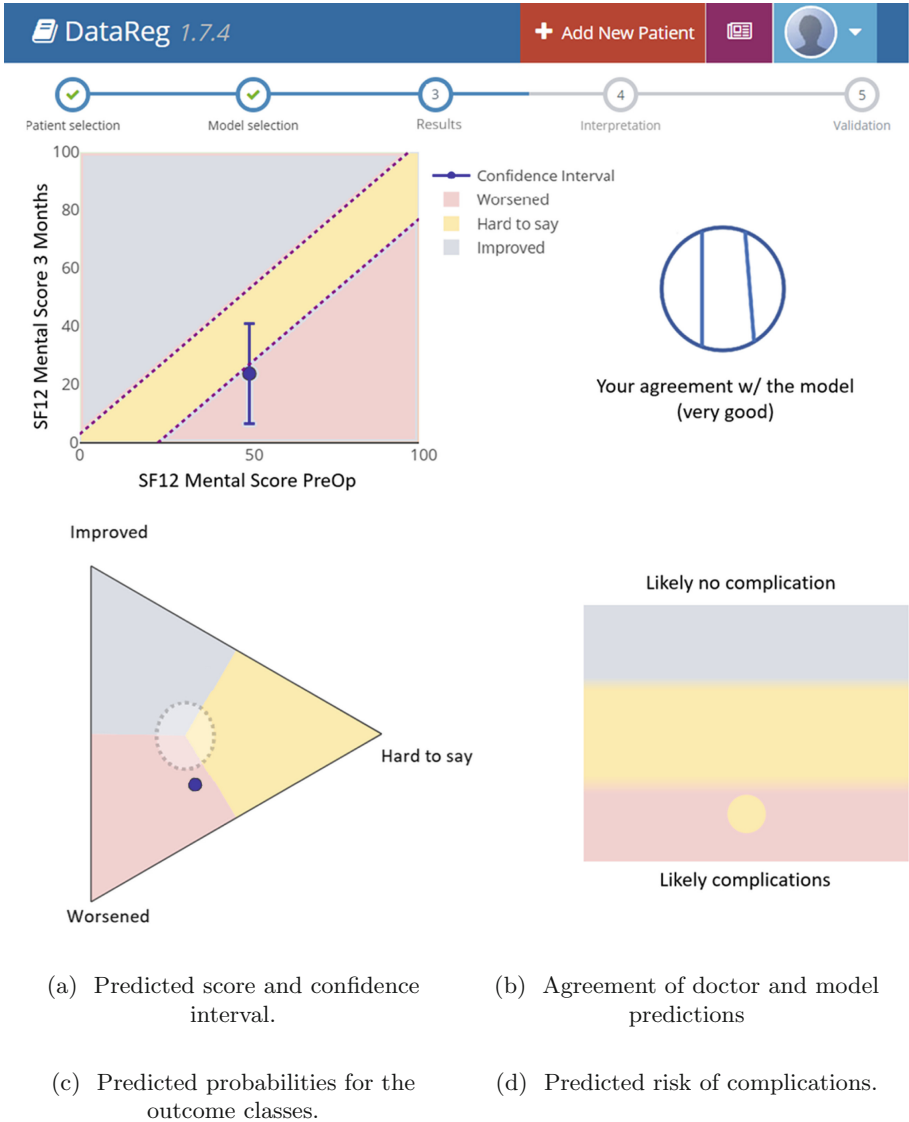 DataReg 1.7.4
Add New Patient
3
4
5
Patient selection
Model selection
Results
Interpretation
Validation
100
80
60
40
20
0
0
50
100
SF12 Mental Score 3 Months
SF12 Mental Score PreOp
Confidence Interval
Worsened
Hard to say
Improved
Your agreement w/ the model
(very good)
Improved
Hard to say
Worsened
Likely no complication
Likely complications
(a) Predicted score and confidence
interval.
(b) Agreement of doctor and model
predictions
(c) Predicted probabilities for the
outcome classes.
(d) Predicted risk of complications.